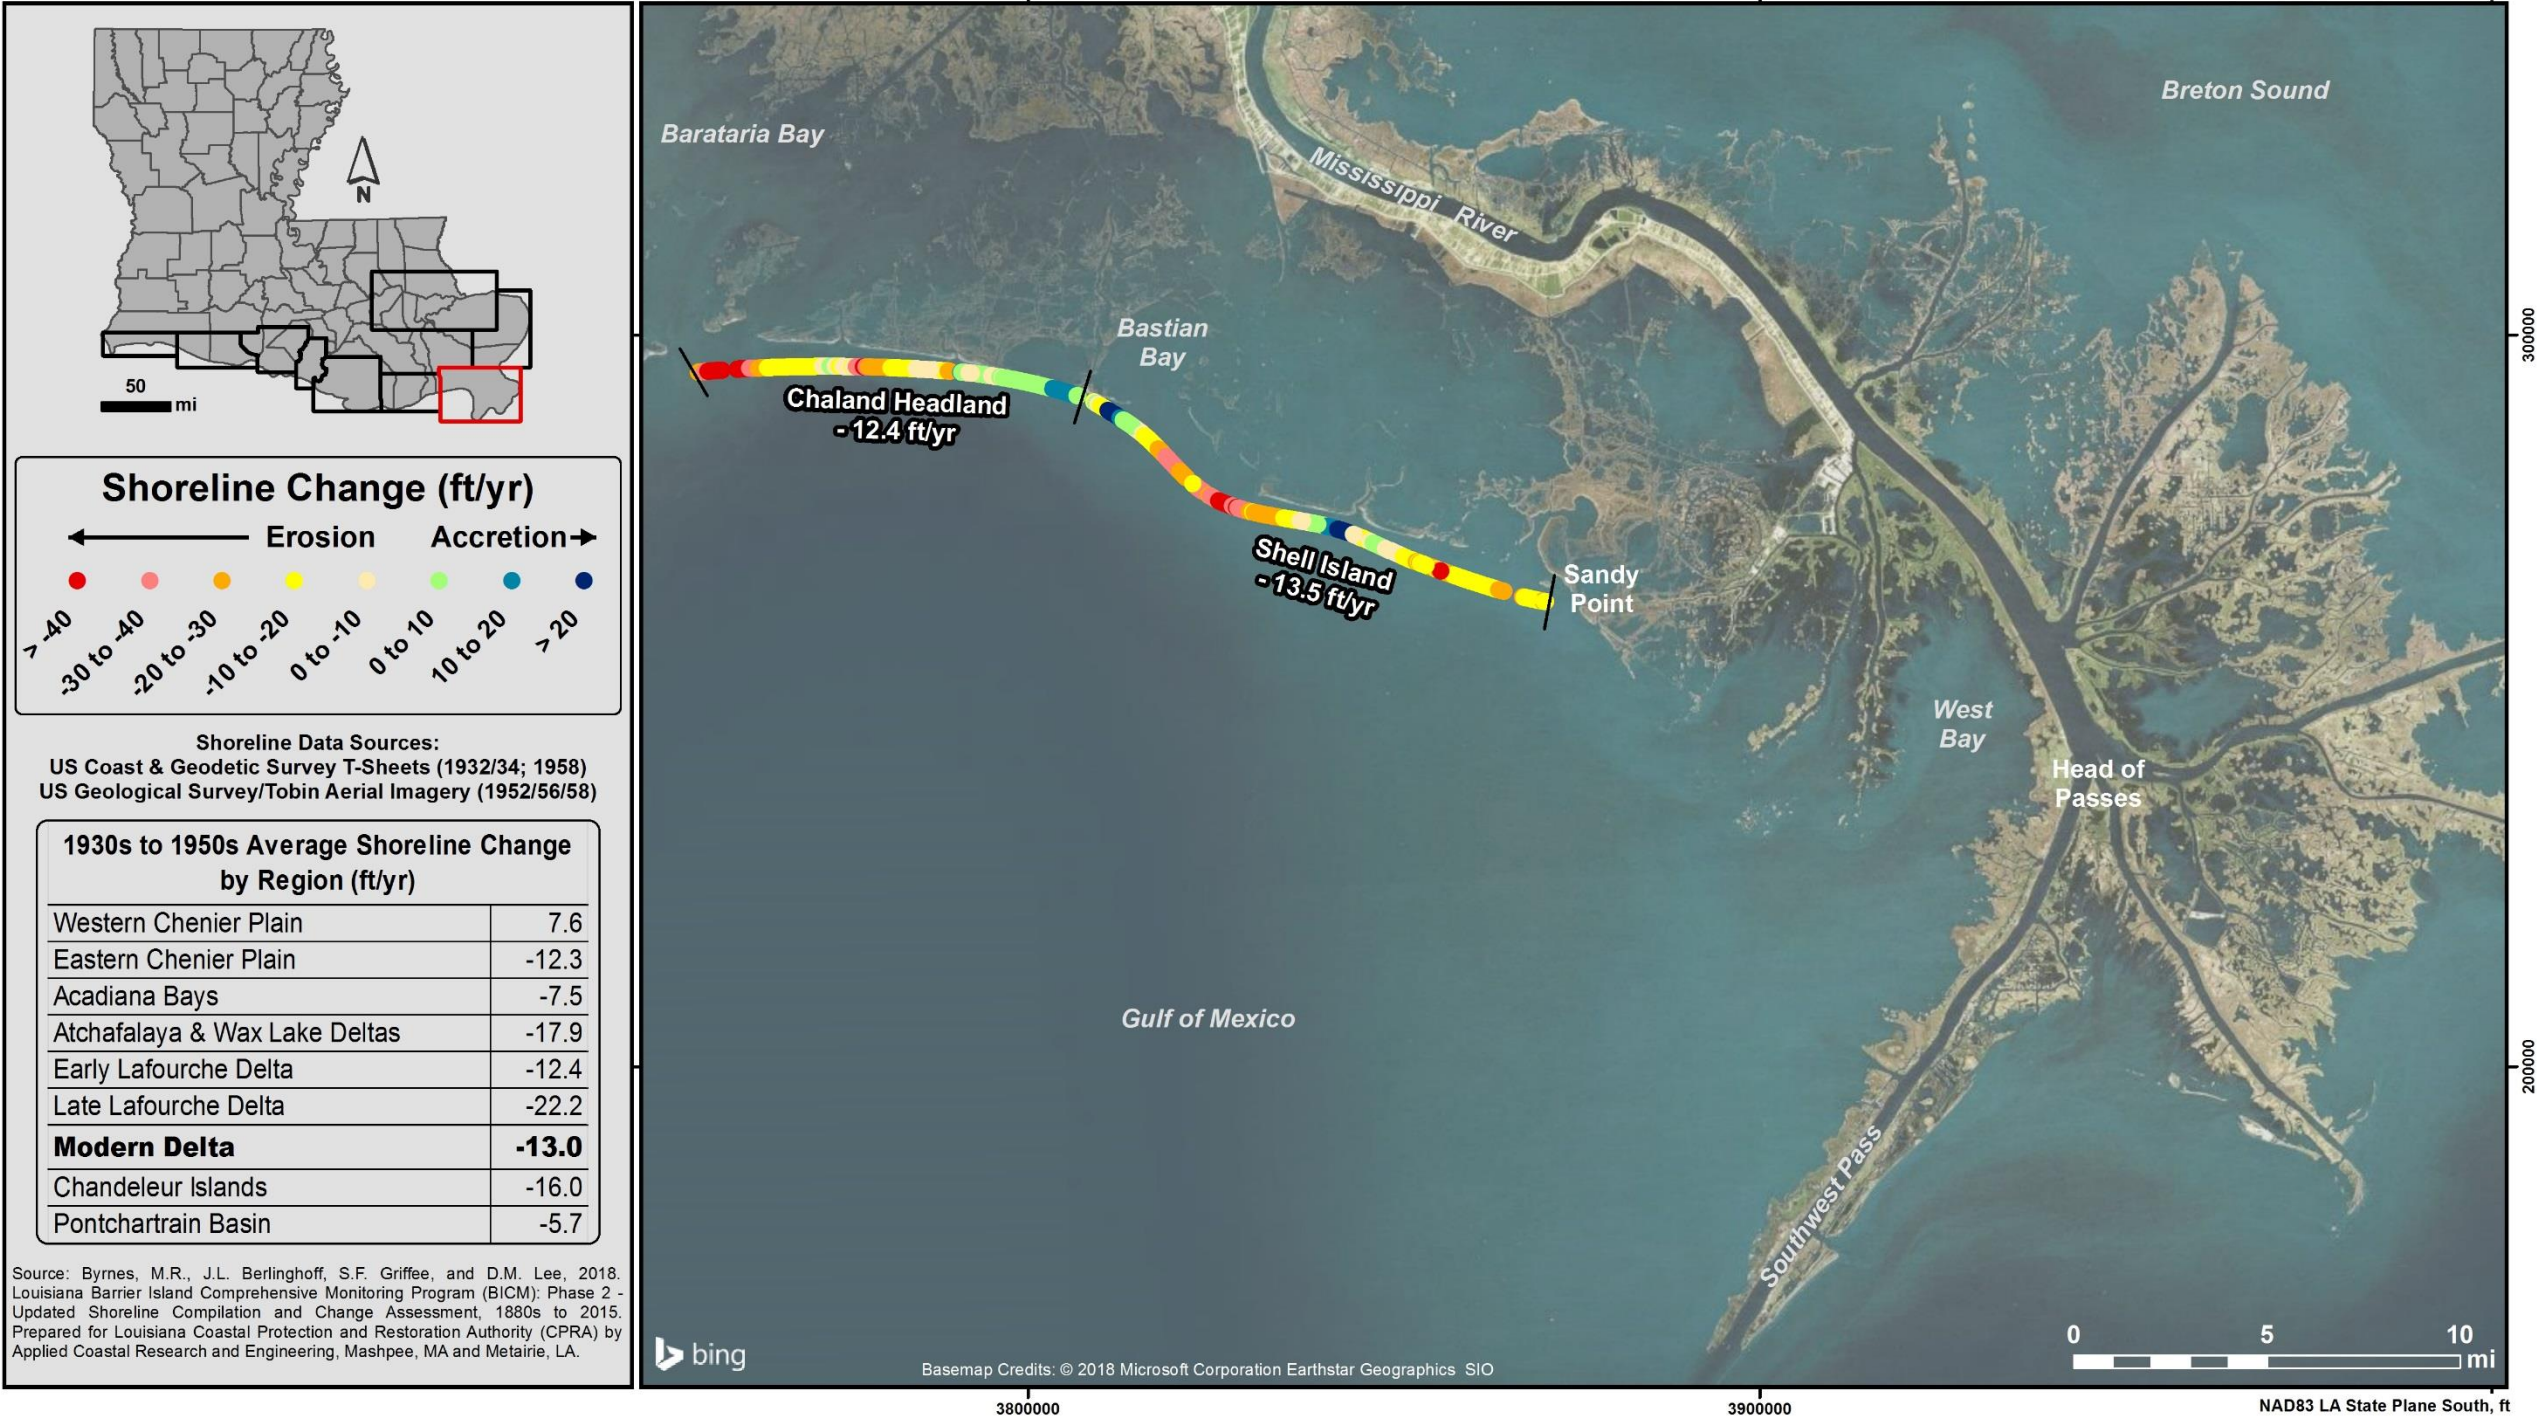 N
50
mi
Shoreline Change (ft/yr)
Erosion Accretion
> -40
-30 to -40
-20 to -30
-10 to -20
0 to -10
0 to 10
10 to 20
> 20
Shoreline Data Sources:
US Coast & Geodetic Survey T-Sheets (1932/34; 1958)
US Geological Survey/Tobin Aerial Imagery (1952/56/58)
1930s to 1950s Average Shoreline Change
by Region (ft/yr)
Western Chenier Plain 7.6
Eastern Chenier Plain -12.3
Acadiana Bays -7.5
Atchafalaya & Wax Lake Deltas -17.9
Early Lafourche Delta -12.4
Late Lafourche Delta -22.2
Modern Delta -13.0
Chandeleur Islands -16.0
Pontchartrain Basin -5.7
Source: Byrnes, M.R., J.L. Berlinghoff, S.F. Griffee, and D.M. Lee, 2018.
Louisiana Barrier Island Comprehensive Monitoring Program (BICM): Phase 2 -
Updated Shoreline Compilation and Change Assessment, 1880s to 2015.
Prepared for Louisiana Coastal Protection and Restoration Authority (CPRA) by
Applied Coastal Research and Engineering, Mashpee, MA and Metairie, LA.
Breton Sound
Barataria Bay
Mississippi River
Bastian
Bay
Chaland Headland
- 12.4 ft/yr
Shell Island
- 13.5 ft/yr
Sandy
Point
West
Bay
Head of
Passes
Gulf of Mexico
Southwest Pass
300000
200000
0 5 10
mi
bing
Basemap Credits: © 2018 Microsoft Corporation Earthstar Geographics SIO
3800000
3900000
NAD83 LA State Plane South, ft